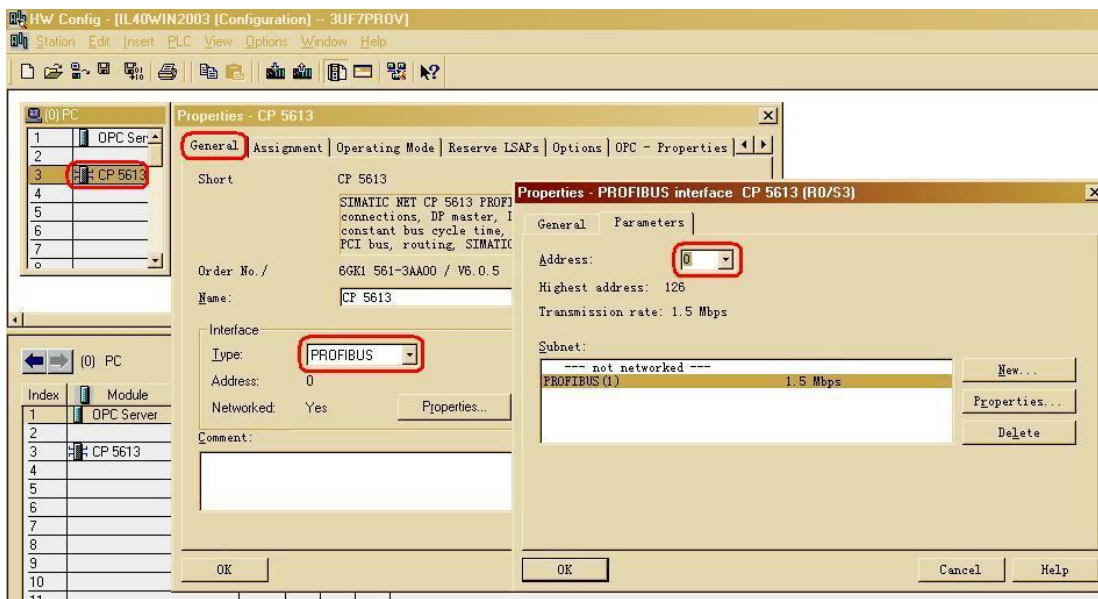 HW Config - [IL40WIN2003 (Configuration) -- 3UF7PROV]
Station Edit Insert PLC View Options Window Help
(0) PC
1 OPC Ser
2
3 CP 5613
4
5
6
7
Properties - CP 5613
General Assignment Operating Mode Reserve LSAPs Options OPC - Properties
Short CP 5613
SIMATIC NET CP 5613
connections, DP master,
constant bus cycle time,
PCI bus, routing,
Order No./ 6GK1 561-3AA00 / V6.0.5
Name: CP 5613
Interface
Type: PROFIBUS
Address: 0
Networked: Yes Properties...
Comment:
OK
Properties - PROFIBUS interface CP 5613 (R0/S3)
General Parameters
Address: 0
Highest address: 126
Transmission rate: 1.5 Mbps
Subnet:
--- not networked ---
PROFIBUS(1) 1.5 Mbps
New...
Properties...
Delete
OK Cancel Help
(0) PC
Index Module
1 OPC Server
2
3 CP 5613
4
5
6
7
8
9
10